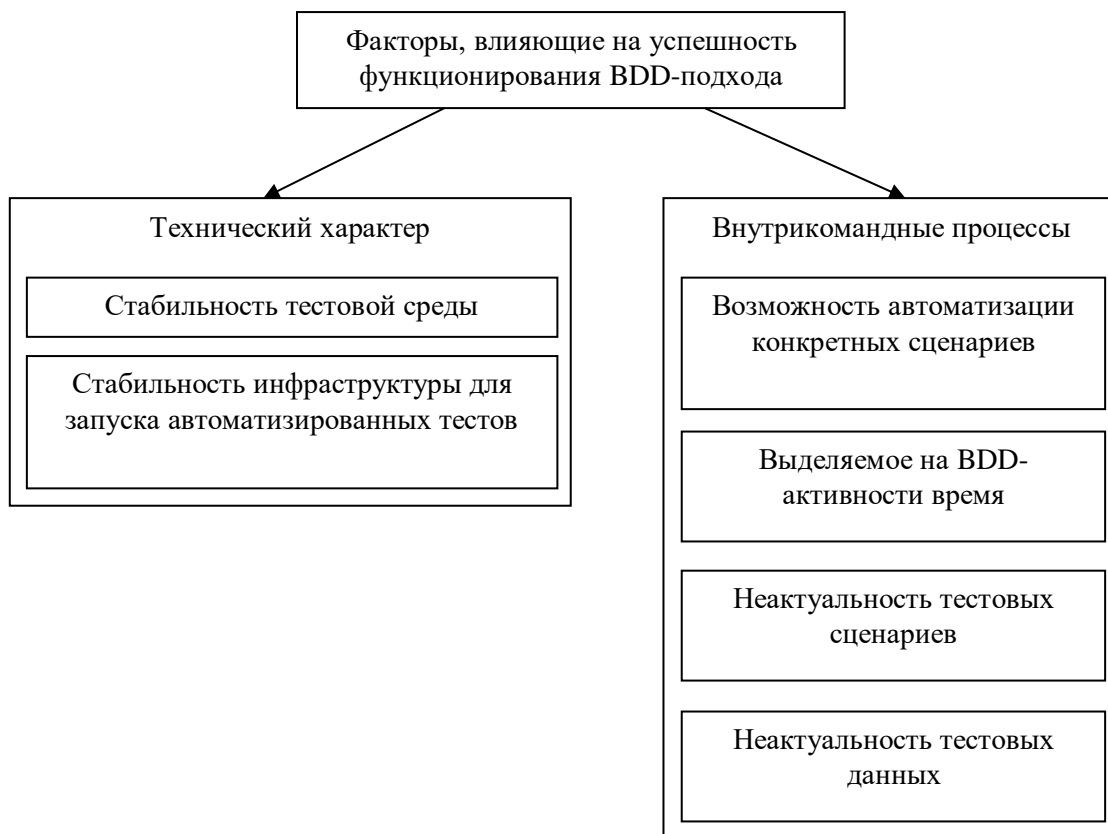 Факторы, влияющие на успешность
функционирования BDD-подхода
Технический характер
Стабильность тестовой среды
Стабильность инфраструктуры для
запуска автоматизированных тестов
Внутрикомандные процессы
Возможность автоматизации
конкретных сценариев
Выделяемое на BDD-
активности время
Неактуальность тестовых
сценариев
Неактуальность тестовых
данных